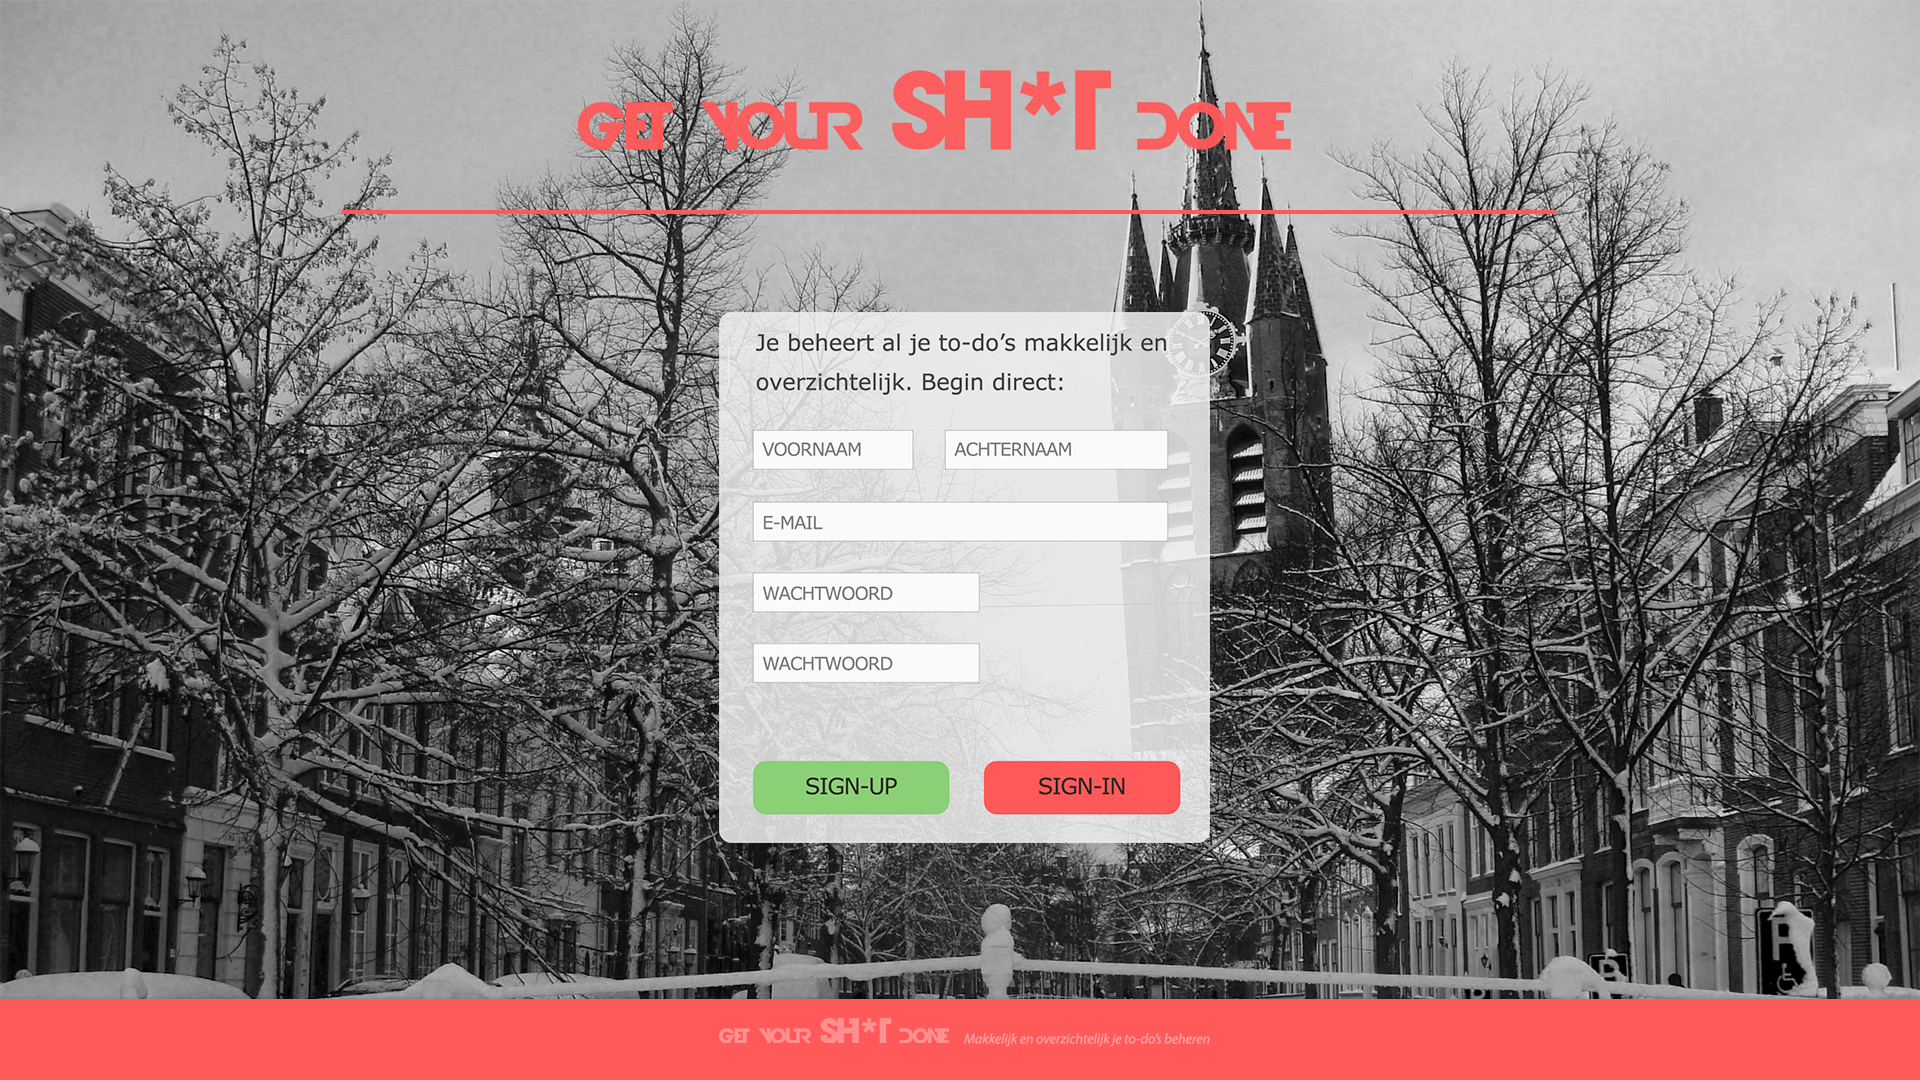 GET YOUR SH*T DONE
Je beheert al je to-do’s makkelijk en
overzichtelijk. Begin direct:
VOORNAAM ACHTERNAAM
E-MAIL
WACHTWOORD
WACHTWOORD
SIGN-UP SIGN-IN
GET YOUR SH*T DONE Makkelijk en overzichtelijk je to-do’s beheren